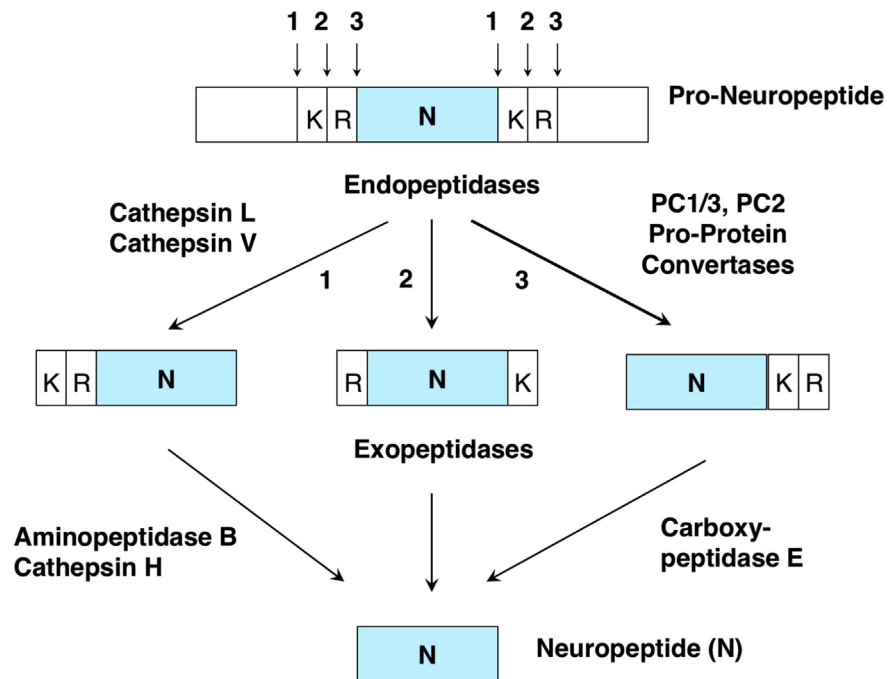 1 2 3 1 2 3
Pro-Neuropeptide
K R N K R
Endopeptidases
Cathepsin L
Cathepsin V
PC1/3, PC2
Pro-Protein
Convertases
1 2 3
K R N
R N K
N K R
Exopeptidases
Aminopeptidase B
Cathepsin H
Carboxy-
peptidase E
N
Neuropeptide (N)